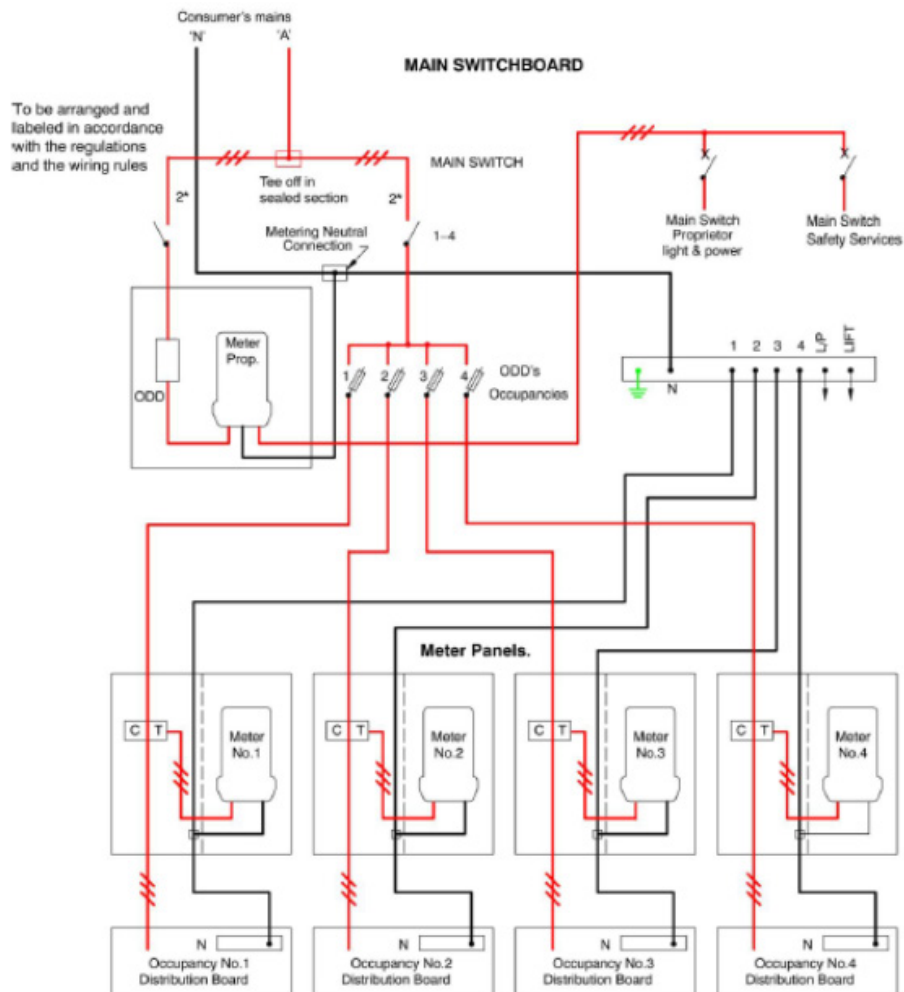 Consumer's mains
'N' 'A'
MAIN SWITCHBOARD
To be arranged and
labeled in accordance
with the regulations
and the wiring rules
MAIN SWITCH
Tee off in
sealed section
2*
2*
Metering Neutral
Connection
1–4
Main Switch
Proprietor
light & power
Main Switch
Safety Services
Meter
Prop.
ODD
1 2 3 4
ODD's
Occupancies
1 2 3 4 L/P LIFT
N
Meter Panels.
C T
Meter
No.1
C T
Meter
No.2
C T
Meter
No.3
C T
Meter
No.4
N
Occupancy No.1
Distribution Board
N
Occupancy No.2
Distribution Board
N
Occupancy No.3
Distribution Board
N
Occupancy No.4
Distribution Board